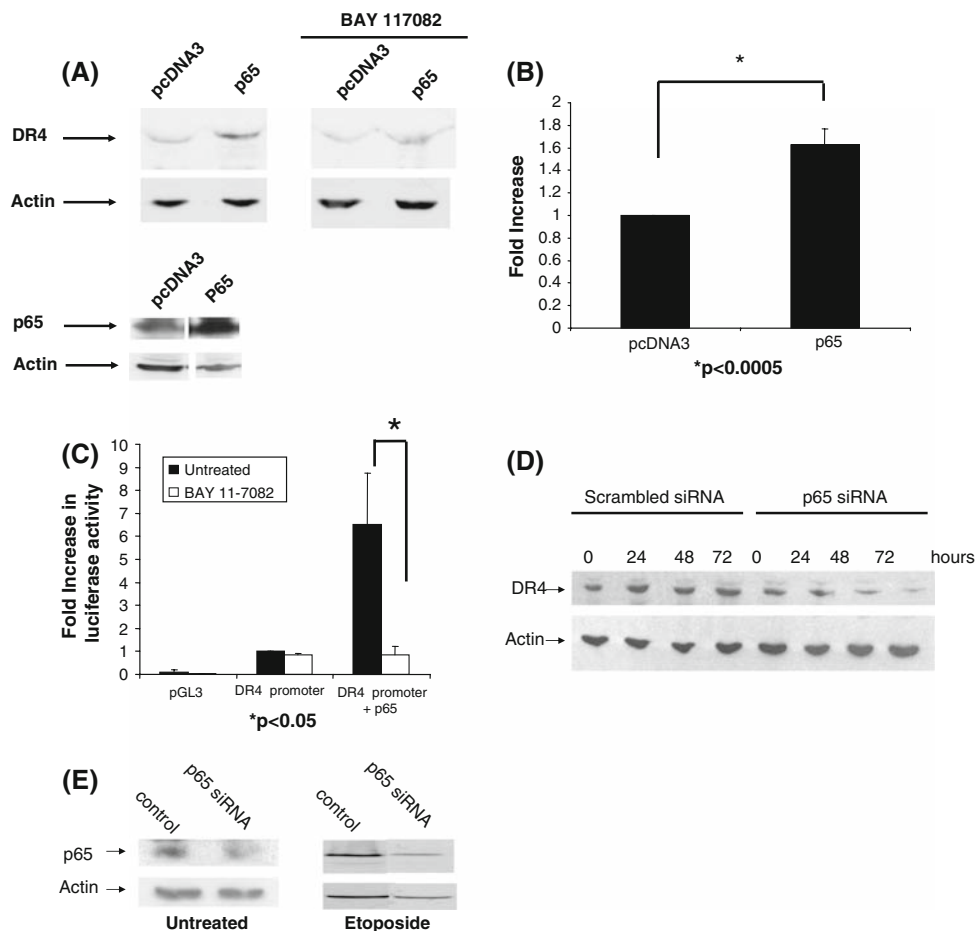 BAY 117082
(A)
pcDNA3
p65
pcDNA3
p65
DR4
Actin
pcDNA3
P65
p65
Actin
(B)
Fold Increase
2
1.8
1.6
1.4
1.2
1
0.8
0.6
0.4
0.2
0
*
pcDNA3
p65
*p<0.0005
(C)
Fold Increase in
luciferase activity
10
9
8
7
6
5
4
3
2
1
0
Untreated
BAY 11-7082
*
pGL3
DR4 promoter
DR4 promoter
+ p65
*p<0.05
(D)
Scrambled siRNA
p65 siRNA
0 24 48 72 0 24 48 72 hours
DR4
Actin
(E)
control
p65 siRNA
control
p65 siRNA
p65
Actin
Untreated
Etoposide